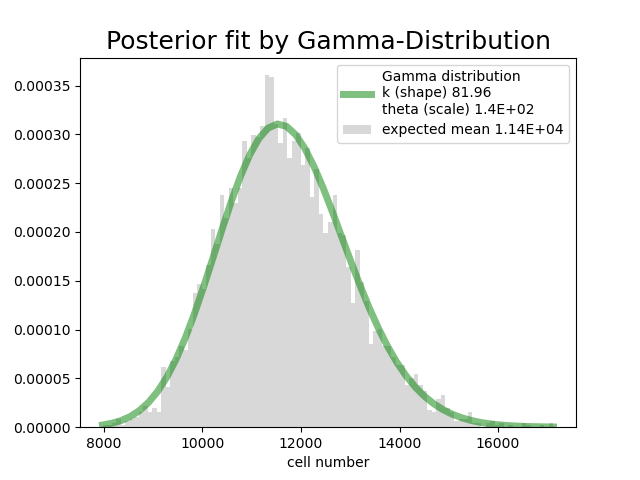 Posterior fit by Gamma-Distribution
0.00035
0.00030
0.00025
0.00020
0.00015
0.00010
0.00005
0.00000
Gamma distribution
k (shape) 81.96
theta (scale) 1.4E+02
expected mean 1.14E+04
8000 10000 12000 14000 16000
cell number